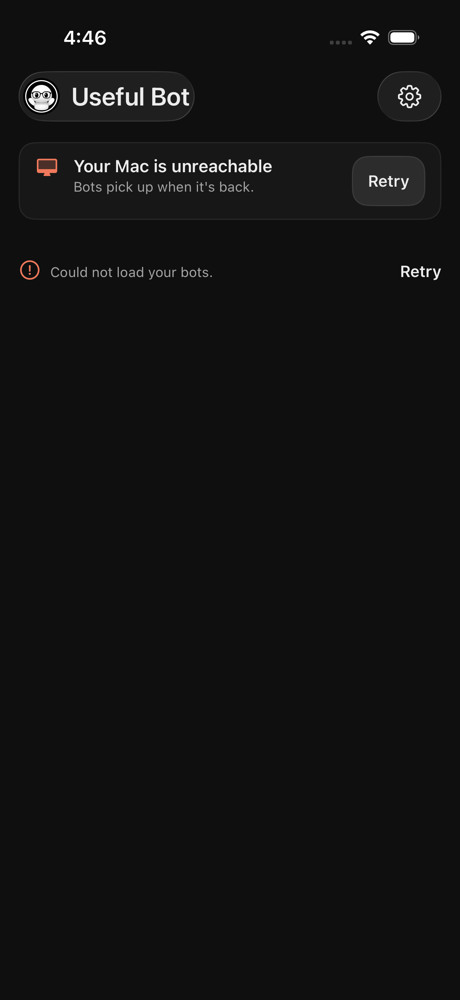 4:46
Useful Bot
Your Mac is unreachable
Bots pick up when it's back.
Retry
Could not load your bots.
Retry